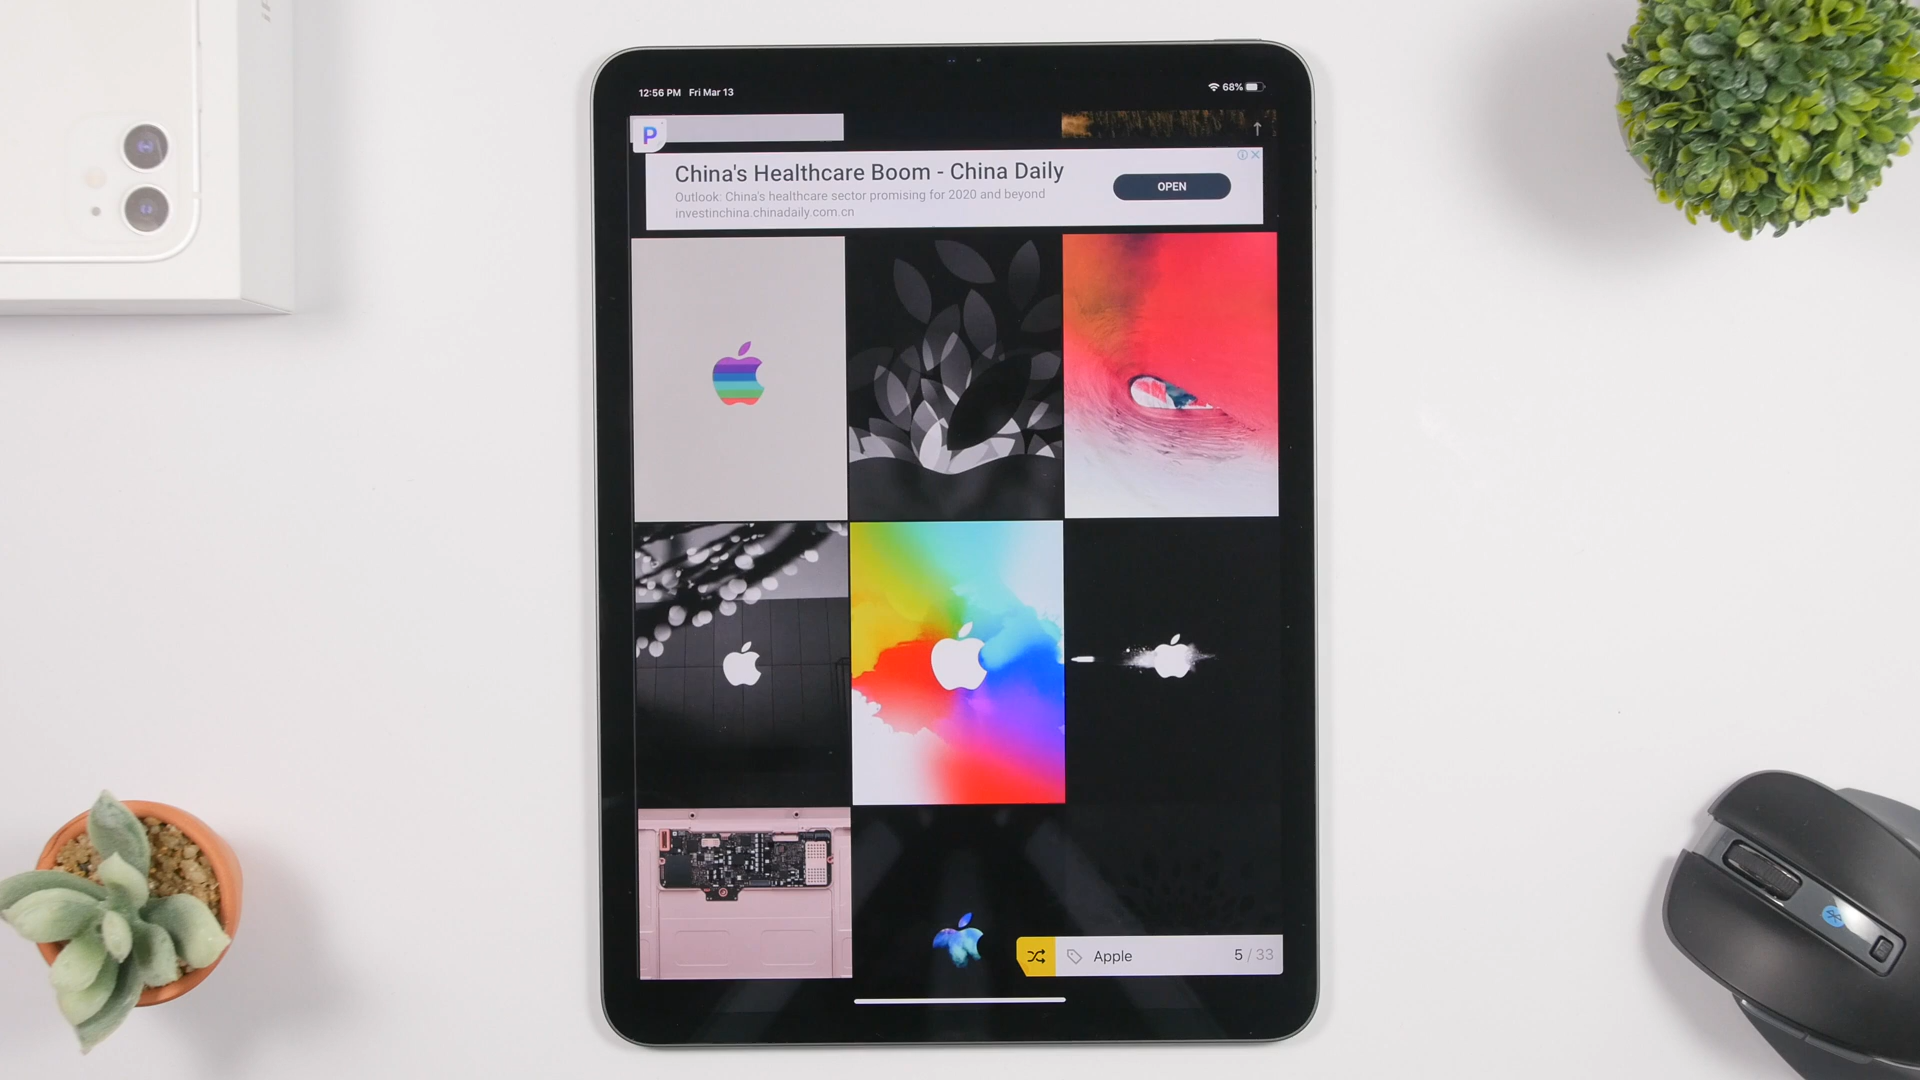 12:56 PM Fri Mar 13
68%
P
China's Healthcare Boom - China Daily
Outlook: China's healthcare sector promising for 2020 and beyond
investinchina.chinadaily.com.cn
OPEN
Apple
5 / 33